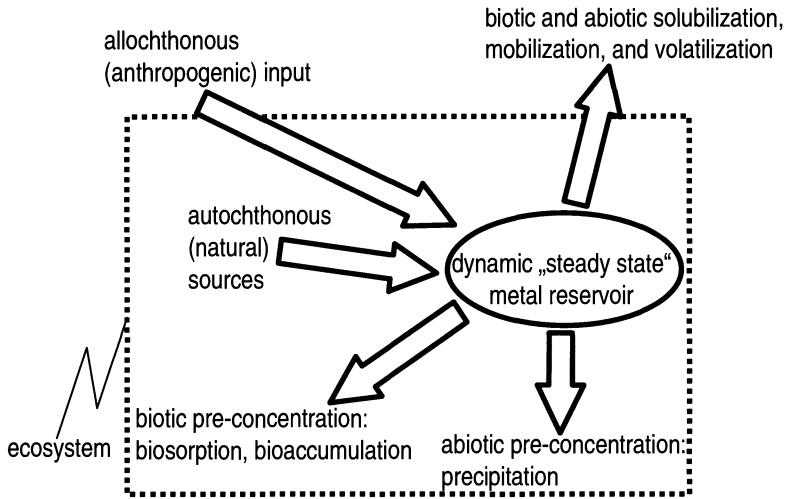 biotic and abiotic solubilization,
mobilization, and volatilization
allochthonous
(anthropogenic) input
autochthonous
(natural)
sources
dynamic „steady state“
metal reservoir
biotic pre-concentration:
biosorption, bioaccumulation
abiotic pre-concentration:
precipitation
ecosystem